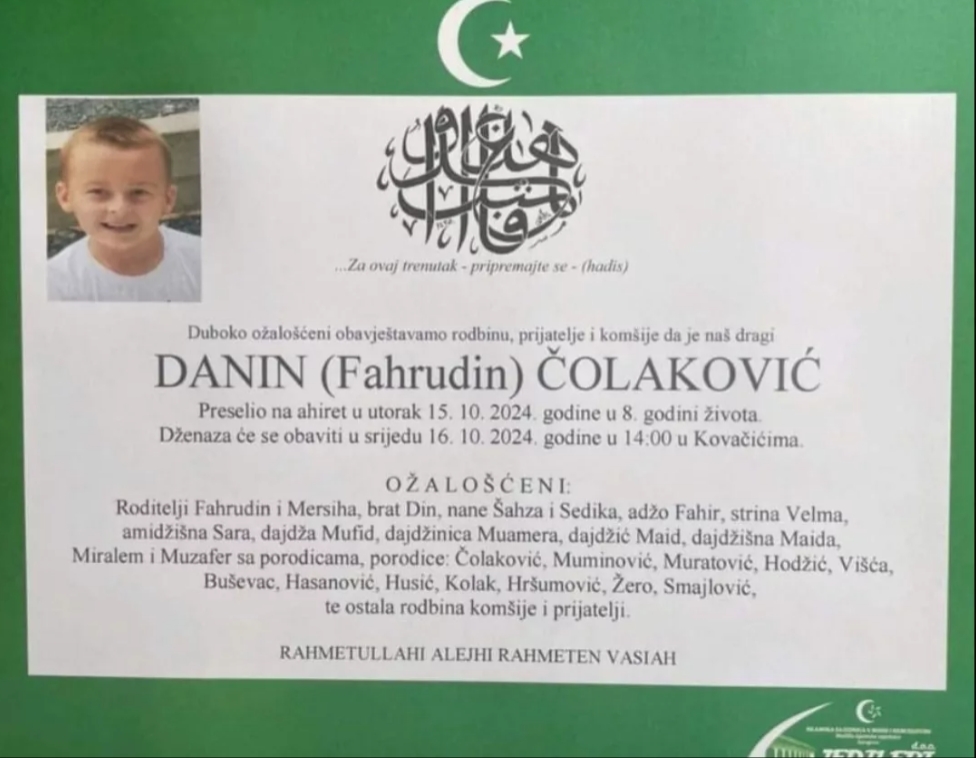 ...Za ovaj trenutak - pripremajte se - (hadis)
Duboko ožalošćeni obavještavamo rodbinu, prijatelje i komšije da je naš dragi
DANIN (Fahrudin) ČOLAKOVIĆ
Preselio na ahiret u utorak 15. 10. 2024. godine u 8. godini života.
Dženaza će se obaviti u srijedu 16. 10. 2024. godine u 14:00 u Kovačićima.
OŽALOŠĆENI:
Roditelji Fahrudin i Mersiha, brat Din, nane Šahza i Sedika, adžo Fahir, strina Velma,
amidžišna Sara, dajdža Mufid, dajdžinica Muamera, dajdžić Maid, dajdžišna Maida,
Miralem i Muzafer sa porodicama, porodice: Čolaković, Muminović, Muratović, Hodžić, Višća,
Buševac, Hasanović, Husić, Kolak, Hršumović, Žero, Smajlović,
te ostala rodbina komšije i prijatelji.
RAHMETULLAHI ALEJHI RAHMETEN VASIAH
d.o.o.